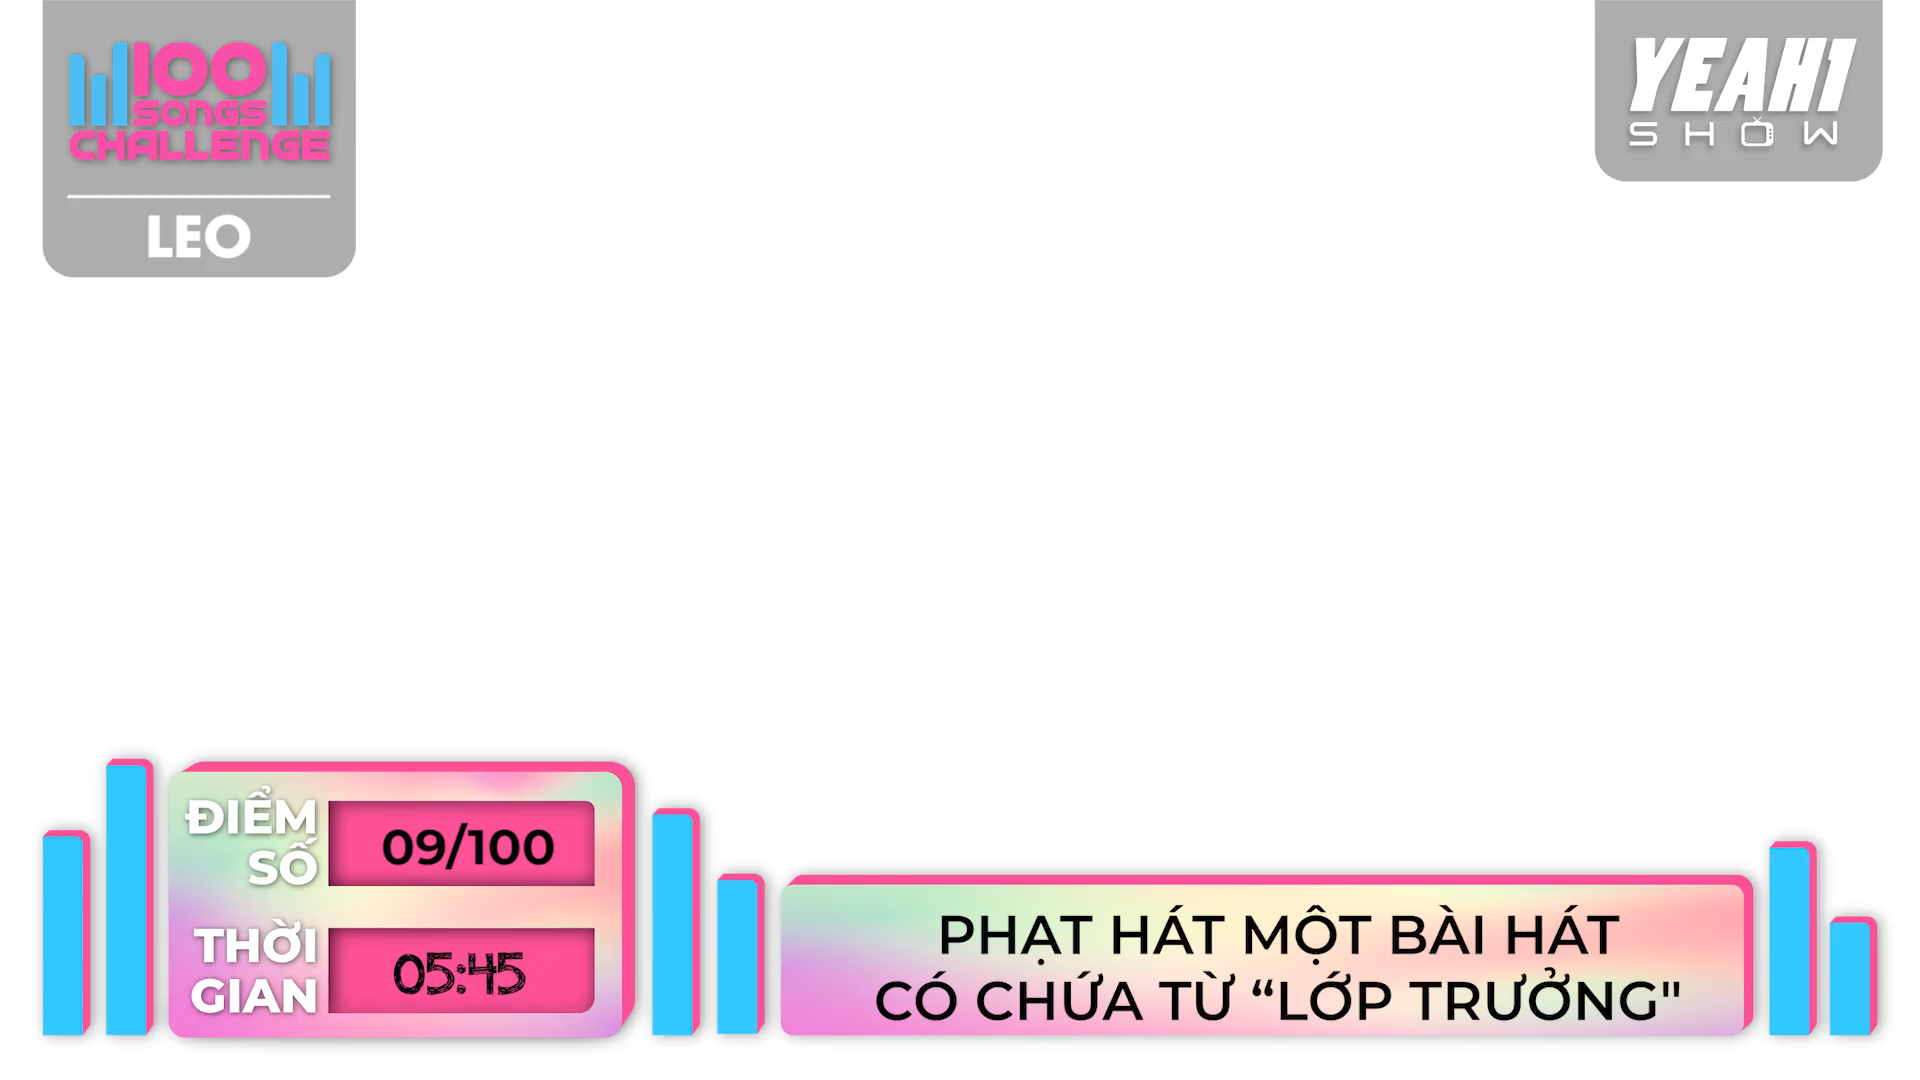 100
SONGS
CHALLENGE
LEO
YEAH1
SHOW
ĐIỂM
SỐ
09/100
THỜI
GIAN
05:45
PHẠT HÁT MỘT BÀI HÁT
CÓ CHỨA TỪ “LỚP TRƯỞNG"